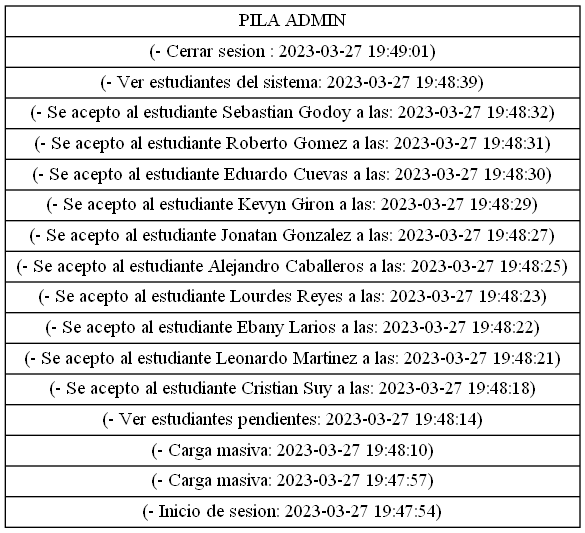 PILA ADMIN
(- Cerrar sesion : 2023-03-27 19:49:01)
(- Ver estudiantes del sistema: 2023-03-27 19:48:39)
(- Se acepto al estudiante Sebastian Godoy a las: 2023-03-27 19:48:32)
(- Se acepto al estudiante Roberto Gomez a las: 2023-03-27 19:48:31)
(- Se acepto al estudiante Eduardo Cuevas a las: 2023-03-27 19:48:30)
(- Se acepto al estudiante Kevyn Giron a las: 2023-03-27 19:48:29)
(- Se acepto al estudiante Jonatan Gonzalez a las: 2023-03-27 19:48:27)
(- Se acepto al estudiante Alejandro Caballeros a las: 2023-03-27 19:48:25)
(- Se acepto al estudiante Lourdes Reyes a las: 2023-03-27 19:48:23)
(- Se acepto al estudiante Ebany Larios a las: 2023-03-27 19:48:22)
(- Se acepto al estudiante Leonardo Martinez a las: 2023-03-27 19:48:21)
(- Se acepto al estudiante Cristian Suy a las: 2023-03-27 19:48:18)
(- Ver estudiantes pendientes: 2023-03-27 19:48:14)
(- Carga masiva: 2023-03-27 19:48:10)
(- Carga masiva: 2023-03-27 19:47:57)
(- Inicio de sesion: 2023-03-27 19:47:54)